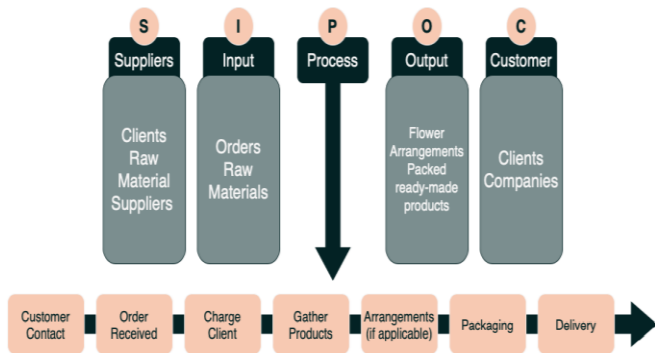 S
I
P
O
C
Suppliers
Input
Process
Output
Customer
Clients
Raw
Material
Suppliers
Orders
Raw
Materials
Flower
Arrangements
Packed
ready-made
products
Clients
Companies
Customer
Contact
Order
Received
Charge
Client
Gather
Products
Arrangements
(if applicable)
Packaging
Delivery